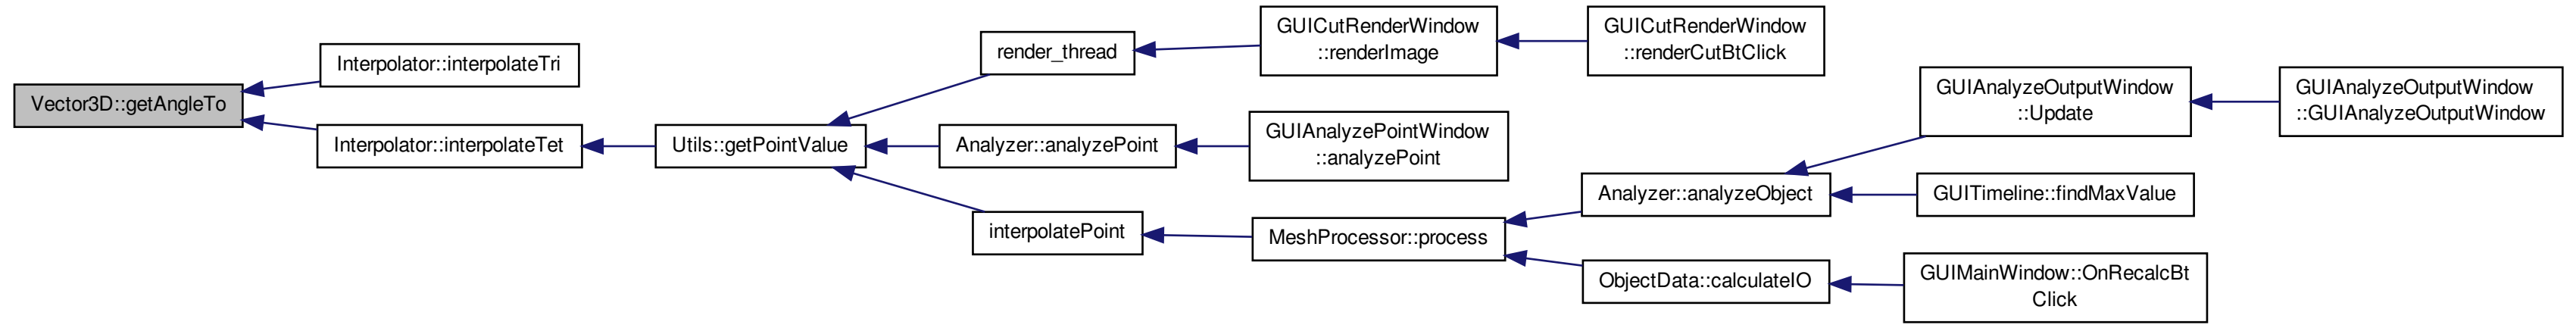 Vector3D::getAngleTo
Interpolator::interpolateTri
Interpolator::interpolateTet
Utils::getPointValue
render_thread
GUICutRenderWindow
::renderImage
GUICutRenderWindow
::renderCutBtClick
Analyzer::analyzePoint
GUIAnalyzePointWindow
::analyzePoint
interpolatePoint
MeshProcessor::process
Analyzer::analyzeObject
GUIAnalyzeOutputWindow
::Update
GUIAnalyzeOutputWindow
::GUIAnalyzeOutputWindow
GUITimeline::findMaxValue
ObjectData::calculateIO
GUIMainWindow::OnRecalcBt
Click